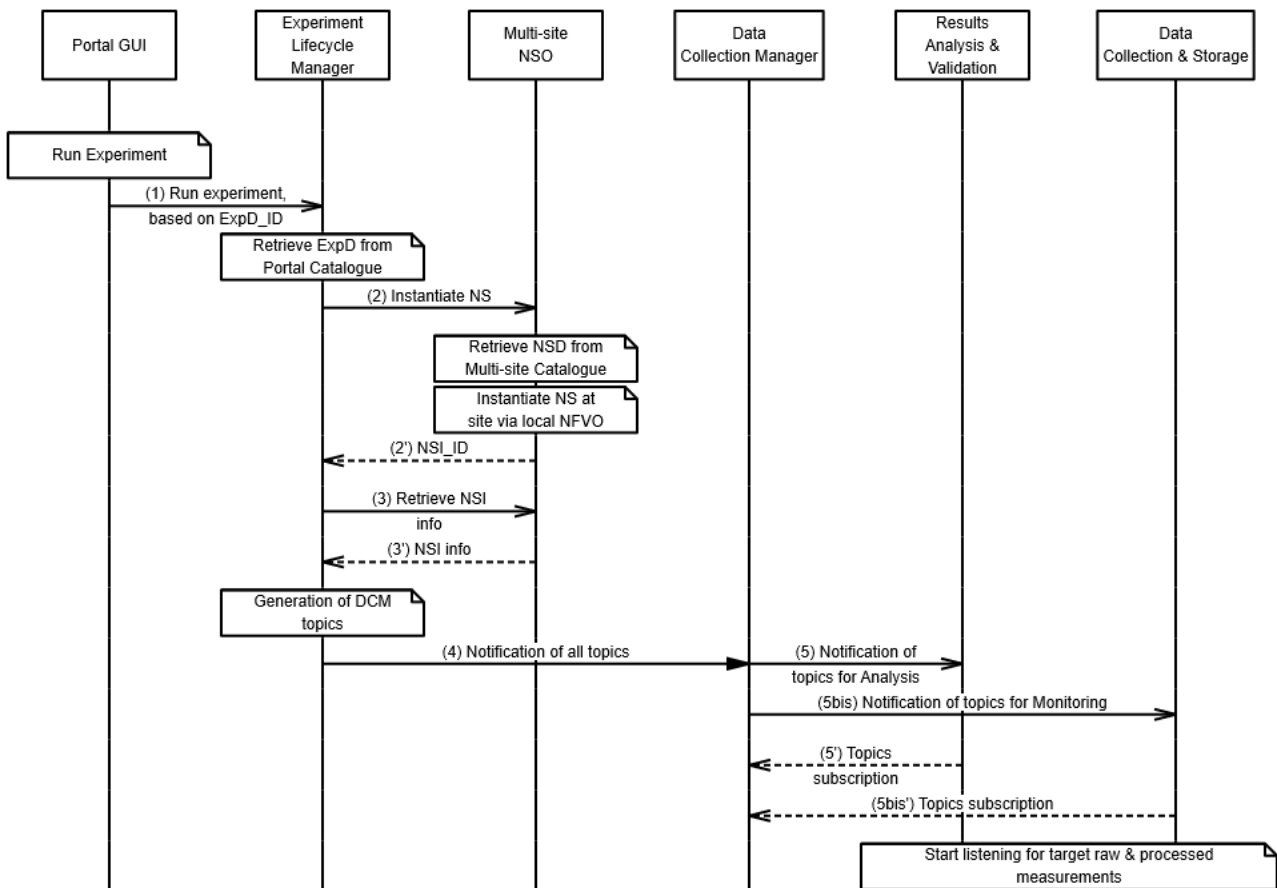 Portal GUI
Experiment
Lifecycle
Manager
Multi-site
NSO
Data
Collection Manager
Results
Analysis &
Validation
Data
Collection & Storage
Run Experiment
(1) Run experiment,
based on ExpD_ID
Retrieve ExpD from
Portal Catalogue
(2) Instantiate NS
Retrieve NSD from
Multi-site Catalogue
Instantiate NS at
site via local NFVO
(2') NSI_ID
(3) Retrieve NSI
info
(3') NSI info
Generation of DCM
topics
(4) Notification of all topics
(5) Notification of
topics for Analysis
(5bis) Notification of topics for Monitoring
(5') Topics
subscription
(5bis') Topics subscription
Start listening for target raw & processed
measurements